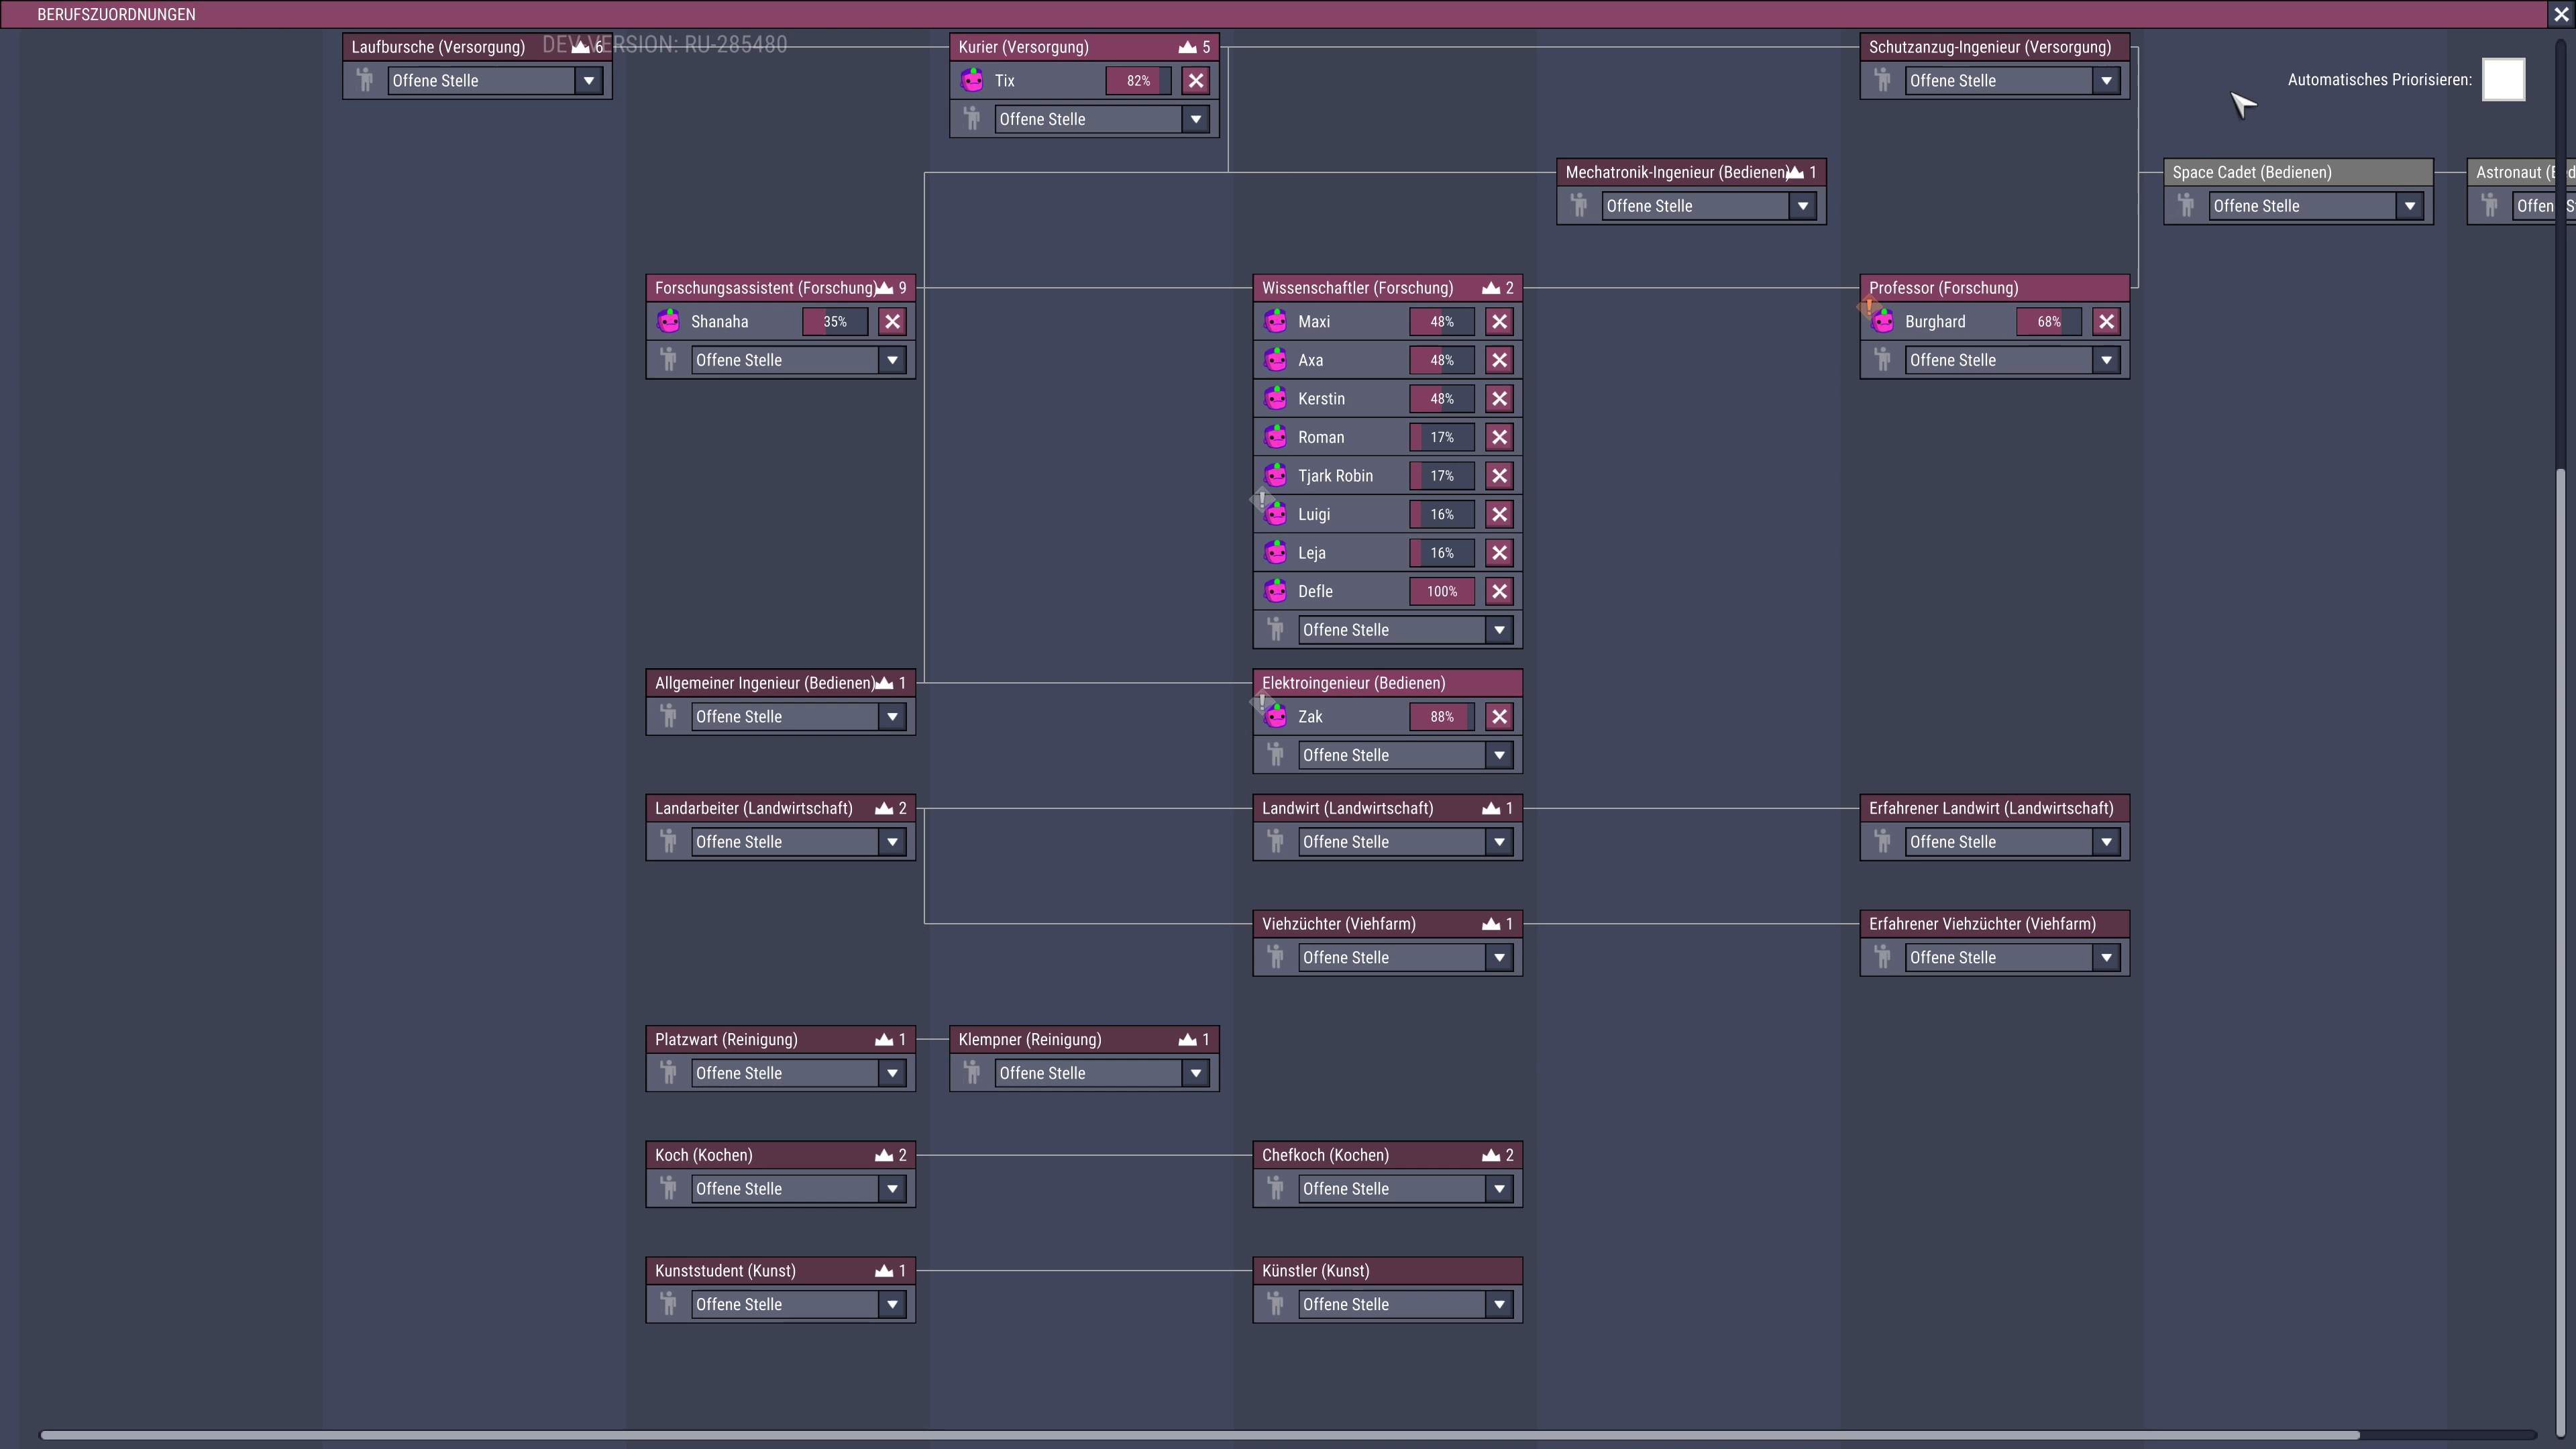 BERUFSZUORDNUNGEN
DEV VERSION: RU-285480
Laufbursche (Versorgung) 6
Offene Stelle
Kurier (Versorgung) 5
Tix 82%
Offene Stelle
Schutzanzug-Ingenieur (Versorgung)
Offene Stelle
Automatisches Priorisieren:
Mechatronik-Ingenieur (Bedienen) 1
Offene Stelle
Space Cadet (Bedienen)
Offene Stelle
Astronaut
Forschungsassistent (Forschung) 9
Shanaha 35%
Offene Stelle
Wissenschaftler (Forschung) 2
Maxi 48%
Axa 48%
Kerstin 48%
Roman 17%
Tjark Robin 17%
Luigi 16%
Leja 16%
Defle 100%
Offene Stelle
Professor (Forschung)
Burghard 68%
Offene Stelle
Allgemeiner Ingenieur (Bedienen) 1
Offene Stelle
Elektroingenieur (Bedienen)
Zak 88%
Offene Stelle
Landarbeiter (Landwirtschaft) 2
Offene Stelle
Landwirt (Landwirtschaft) 1
Offene Stelle
Erfahrener Landwirt (Landwirtschaft)
Offene Stelle
Viehzüchter (Viehfarm) 1
Offene Stelle
Erfahrener Viehzüchter (Viehfarm)
Offene Stelle
Platzwart (Reinigung) 1
Offene Stelle
Klempner (Reinigung) 1
Offene Stelle
Koch (Kochen) 2
Offene Stelle
Chefkoch (Kochen) 2
Offene Stelle
Kunststudent (Kunst) 1
Offene Stelle
Künstler (Kunst)
Offene Stelle